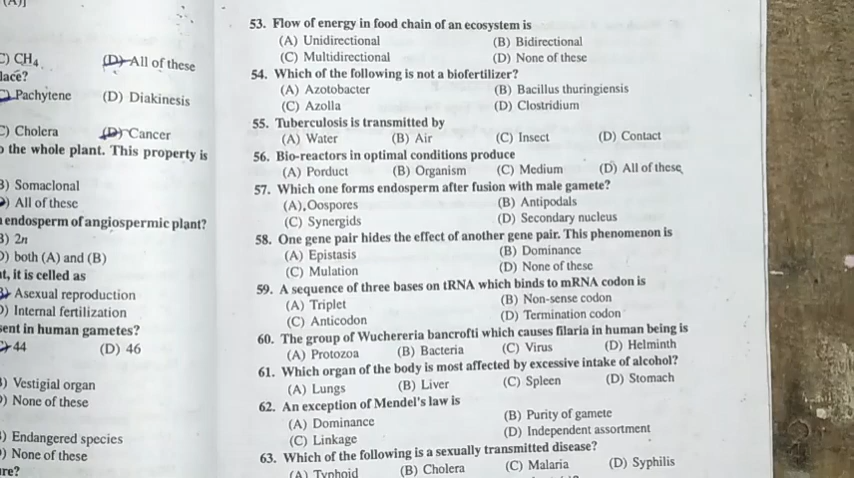 (A)]
C) CH4 (D) All of these
lace?
C) Pachytene (D) Diakinesis
C) Cholera (D) Cancer
o the whole plant. This property is
B) Somaclonal
D) All of these
endosperm of angiospermic plant?
B) 2n
D) both (A) and (B)
nt, it is celled as
B) Asexual reproduction
D) Internal fertilization
sent in human gametes?
C) 44 (D) 46
B) Vestigial organ
D) None of these
B) Endangered species
D) None of these
are?
53. Flow of energy in food chain of an ecosystem is
(A) Unidirectional (B) Bidirectional
(C) Multidirectional (D) None of these
54. Which of the following is not a biofertilizer?
(A) Azotobacter (B) Bacillus thuringiensis
(C) Azolla (D) Clostridium
55. Tuberculosis is transmitted by
(A) Water (B) Air (C) Insect (D) Contact
56. Bio-reactors in optimal conditions produce
(A) Porduct (B) Organism (C) Medium (D) All of these
57. Which one forms endosperm after fusion with male gamete?
(A) Oospores (B) Antipodals
(C) Synergids (D) Secondary nucleus
58. One gene pair hides the effect of another gene pair. This phenomenon is
(A) Epistasis (B) Dominance
(C) Mulation (D) None of these
59. A sequence of three bases on tRNA which binds to mRNA codon is
(A) Triplet (B) Non-sense codon
(C) Anticodon (D) Termination codon
60. The group of Wuchereria bancrofti which causes filaria in human being is
(A) Protozoa (B) Bacteria (C) Virus (D) Helminth
61. Which organ of the body is most affected by excessive intake of alcohol?
(A) Lungs (B) Liver (C) Spleen (D) Stomach
62. An exception of Mendel's law is
(A) Dominance (B) Purity of gamete
(C) Linkage (D) Independent assortment
63. Which of the following is a sexually transmitted disease?
(A) Typhoid (B) Cholera (C) Malaria (D) Syphilis